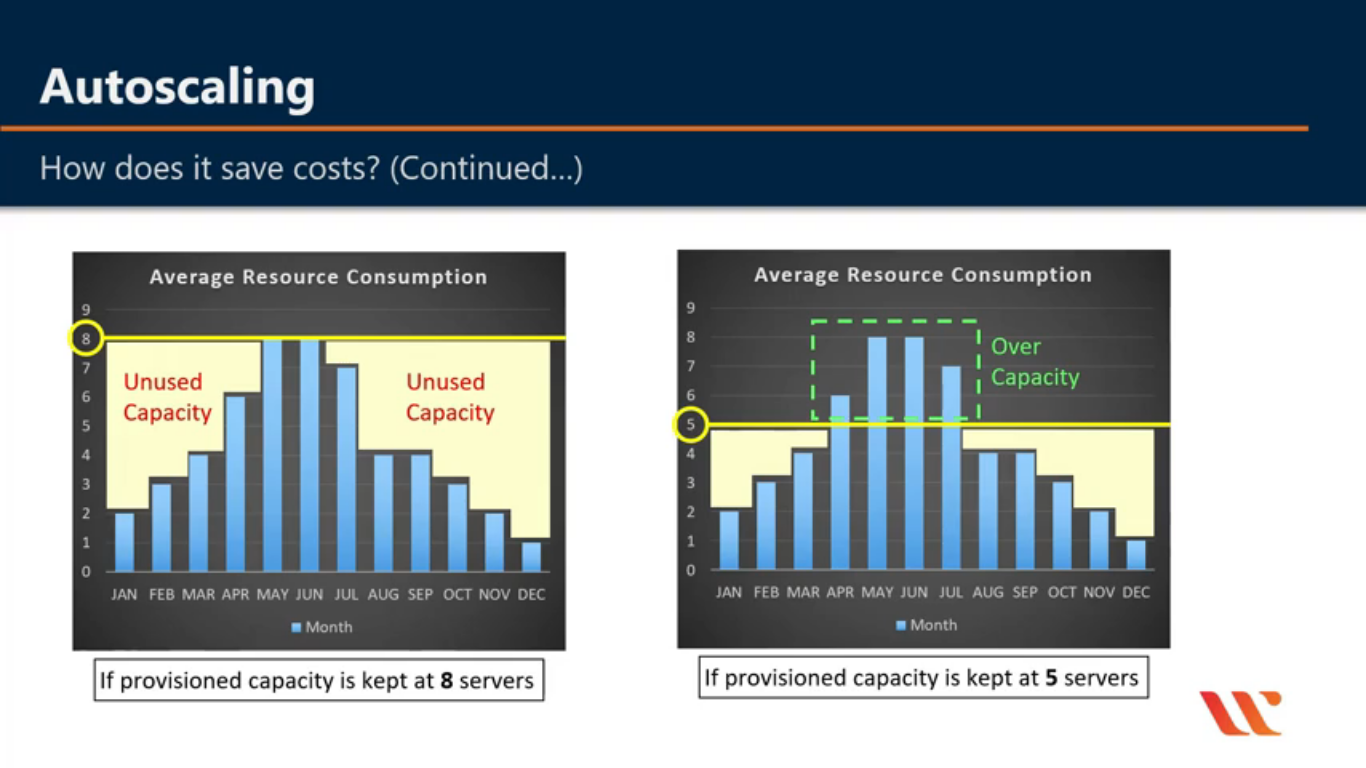 Autoscaling
How does it save costs? (Continued...)
Average Resource Consumption
9
8
7
6
5
4
3
2
1
0
Unused
Capacity
Unused
Capacity
JAN FEB MAR APR MAY JUN JUL AUG SEP OCT NOV DEC
Month
If provisioned capacity is kept at 8 servers
Average Resource Consumption
9
8
7
6
5
4
3
2
1
0
Over
Capacity
JAN FEB MAR APR MAY JUN JUL AUG SEP OCT NOV DEC
Month
If provisioned capacity is kept at 5 servers